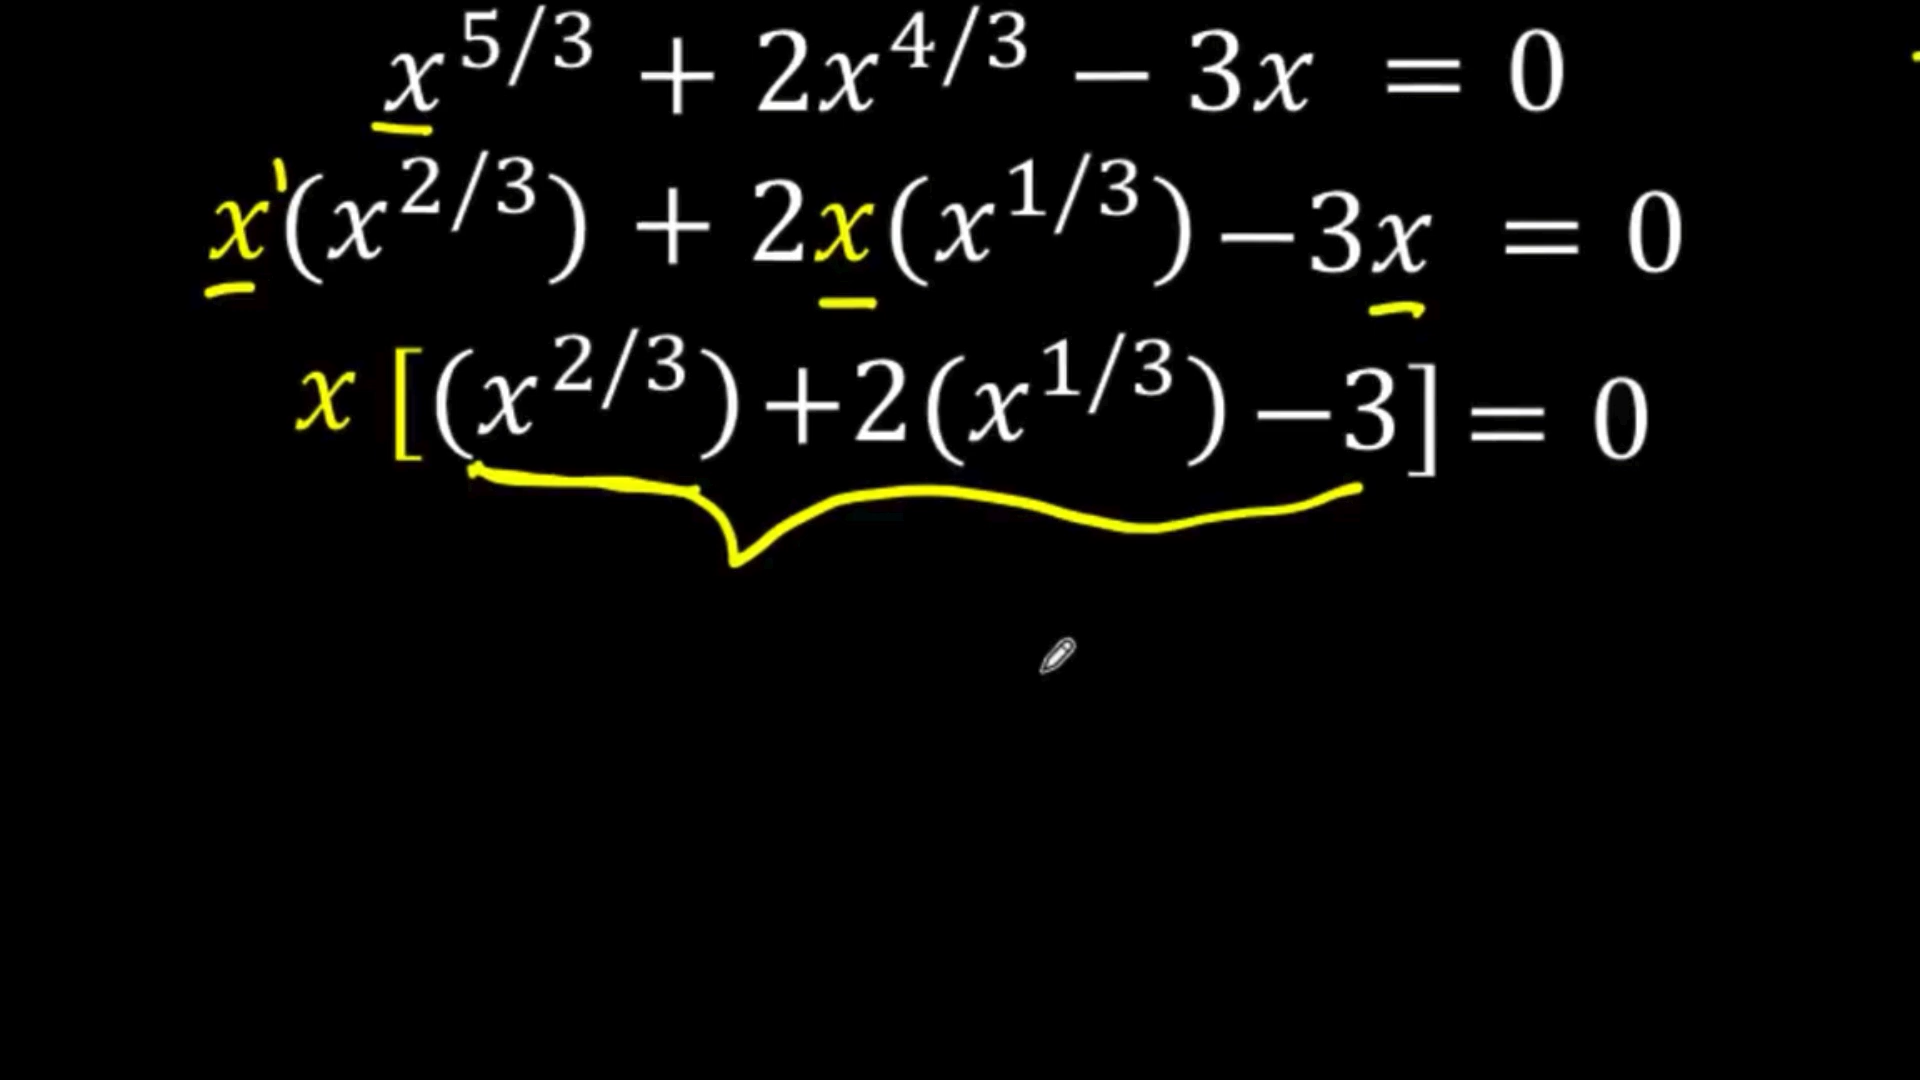 x^{5/3} + 2x^{4/3} − 3x = 0
x^{1}(x^{2/3}) + 2x(x^{1/3}) −3x = 0
x [(x^{2/3}) +2(x^{1/3}) −3] = 0